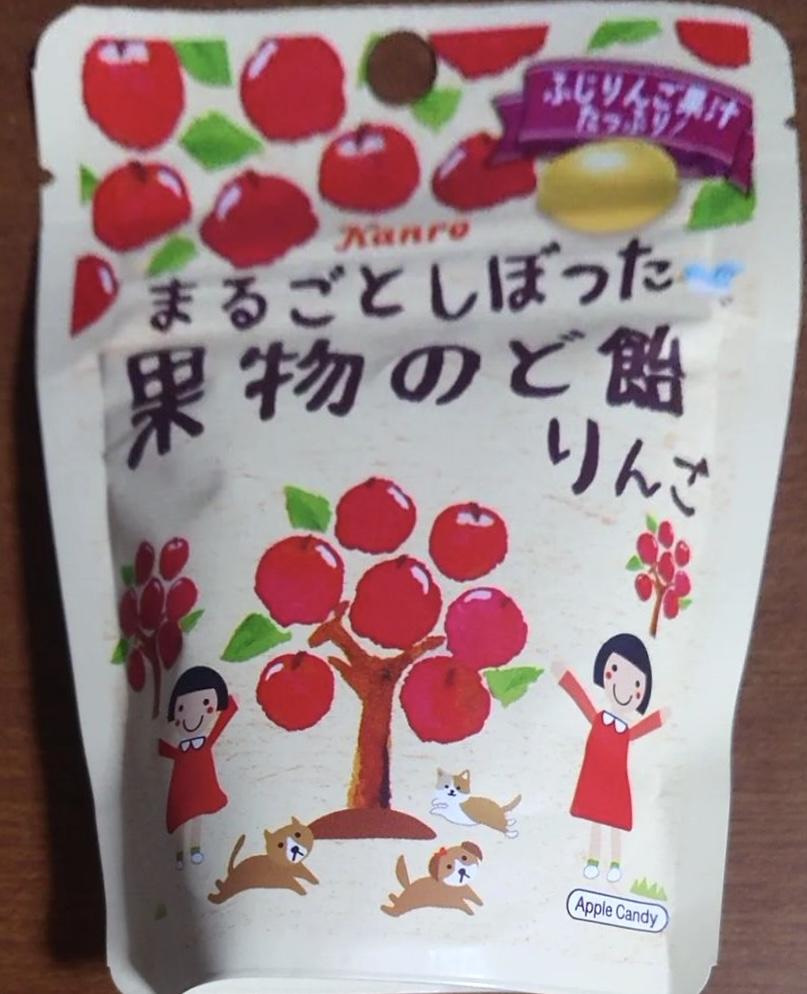 ふじりんご果汁
たっぷり!
Kanro
まるごとしぼった
果物のど飴
りんご
Apple Candy